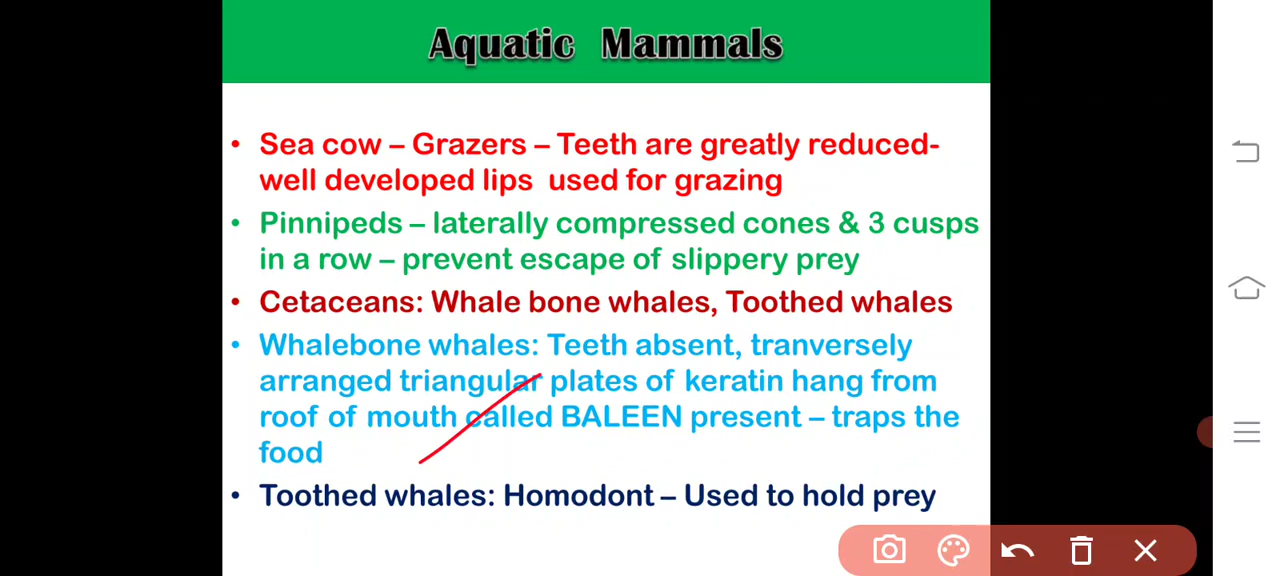 Aquatic Mammals
• Sea cow – Grazers – Teeth are greatly reduced-
well developed lips used for grazing
• Pinnipeds – laterally compressed cones & 3 cusps
in a row – prevent escape of slippery prey
• Cetaceans: Whale bone whales, Toothed whales
• Whalebone whales: Teeth absent, tranversely
arranged triangular plates of keratin hang from
roof of mouth called BALEEN present – traps the
food
• Toothed whales: Homodont – Used to hold prey